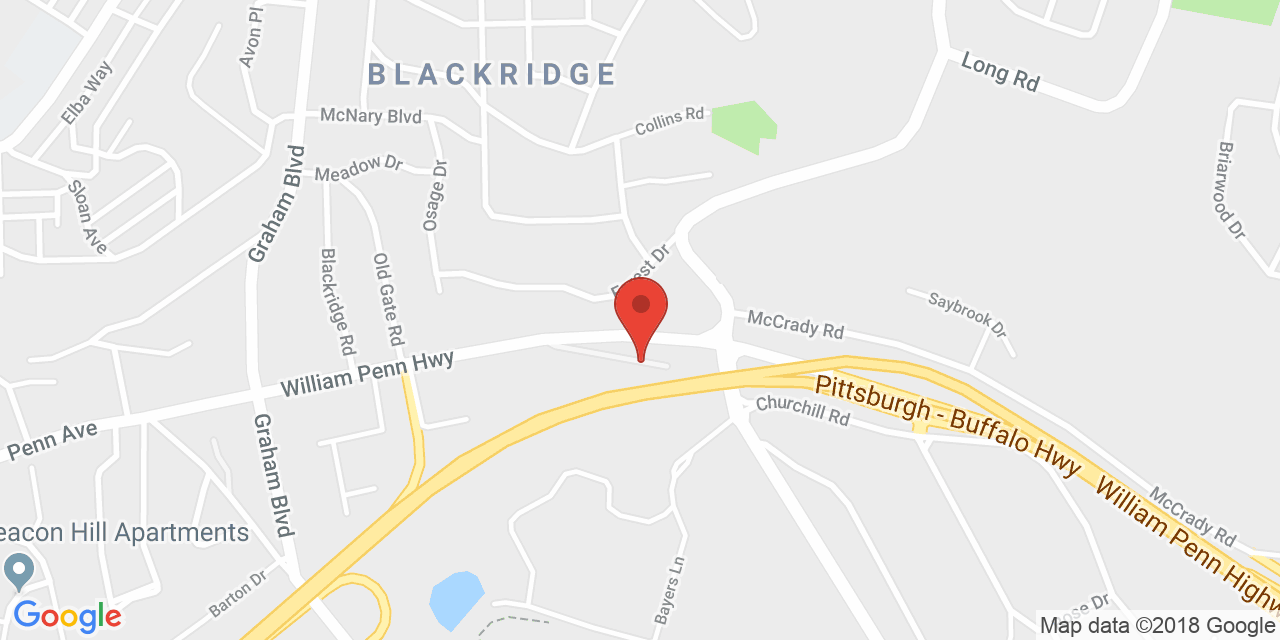 Avon Pl
Elba Way
BLACKRIDGE
Long Rd
McNary Blvd
Collins Rd
Meadow Dr
Osage Dr
Graham Blvd
Sloan Ave
Briarwood Dr
Blackridge Rd
Old Gate Rd
Dr
Saybrook Dr
McCrady Rd
William Penn Hwy
Pittsburgh - Buffalo Hwy
Churchill Rd
Penn Ave
Graham Blvd
William Penn Highw
McCrady Rd
eacon Hill Apartments
Barton Dr
Bayers Ln
Dr
Google
Map data ©2018 Google